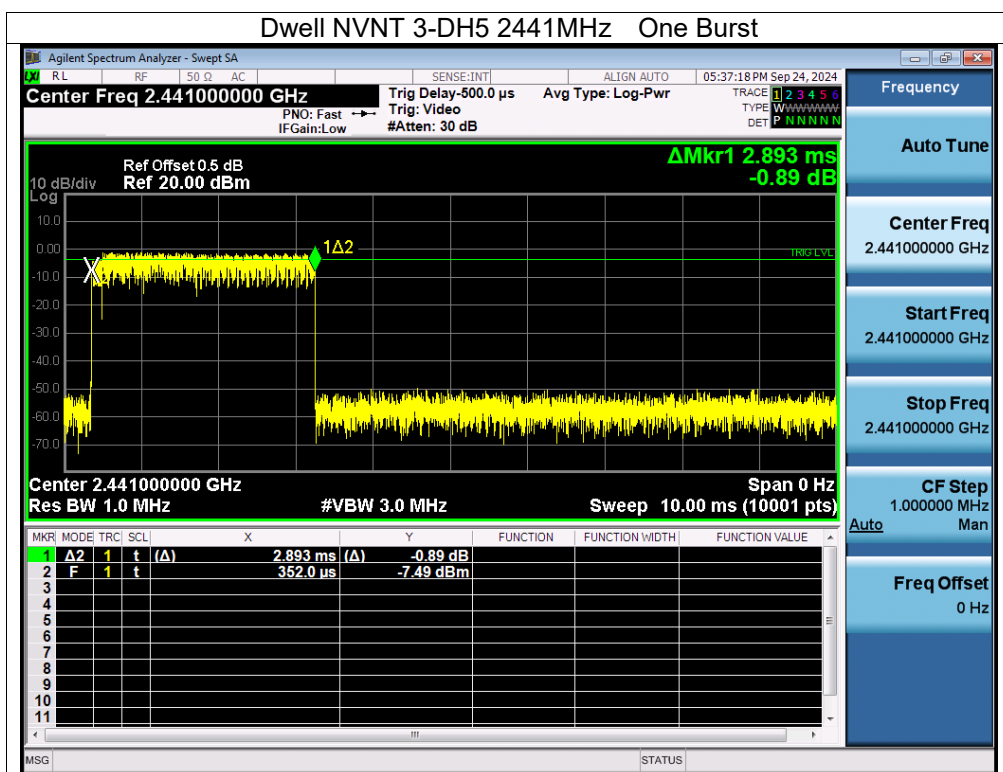 Dwell NVNT 3-DH5 2441MHz One Burst
Agilent Spectrum Analyzer - Swept SA
LXI RL RF 50 Ω AC SENSE:INT ALIGN AUTO 05:37:18 PM Sep 24, 2024
Center Freq 2.441000000 GHz
PNO: Fast
IFGain:Low
Trig Delay-500.0 µs
Trig: Video
#Atten: 30 dB
Avg Type: Log-Pwr
TRACE 1 2 3 4 5 6
TYPE WWWWWW
DET P N N N N N
ΔMkr1 2.893 ms
-0.89 dB
Ref Offset 0.5 dB
10 dB/div Ref 20.00 dBm
Log
10.0
0.00
-10.0
-20.0
-30.0
-40.0
-50.0
-60.0
-70.0
1Δ2
TRIG LVL
Center 2.441000000 GHz Span 0 Hz
Res BW 1.0 MHz #VBW 3.0 MHz Sweep 10.00 ms (10001 pts)
MKR MODE TRC SCL X Y FUNCTION FUNCTION WIDTH FUNCTION VALUE
1 Δ2 1 t (Δ) 2.893 ms (Δ) -0.89 dB
2 F 1 t 352.0 µs -7.49 dBm
3
4
5
6
7
8
9
10
11
MSG STATUS
Frequency
Auto Tune
Center Freq
2.441000000 GHz
Start Freq
2.441000000 GHz
Stop Freq
2.441000000 GHz
CF Step
1.000000 MHz
Auto Man
Freq Offset
0 Hz